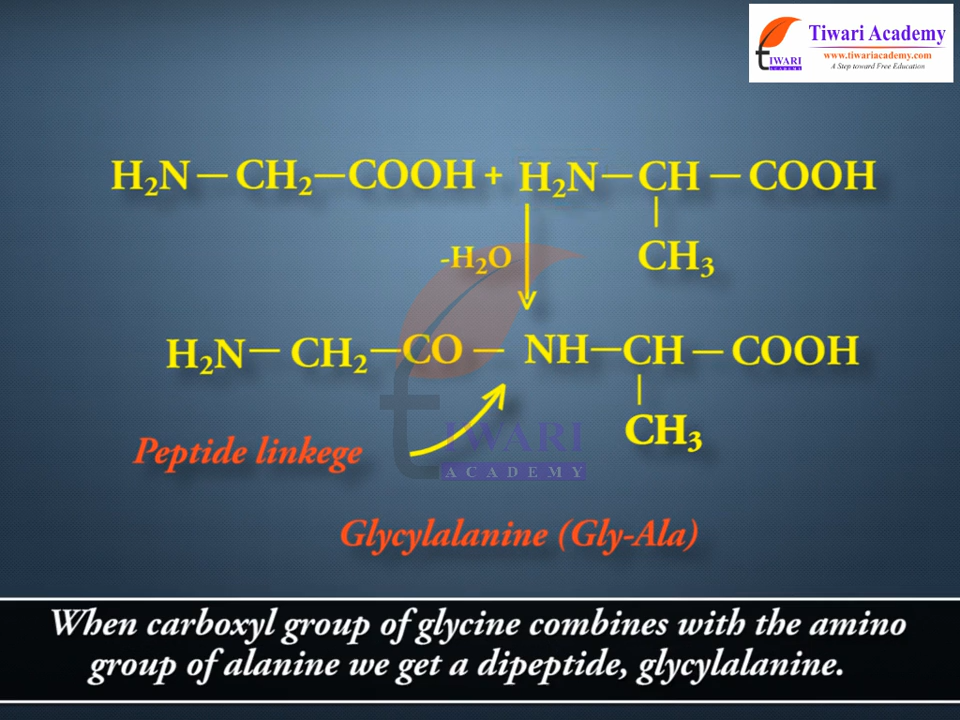 Tiwari Academy
www.tiwariacademy.com
A Step toward Free Education
TIWARI
ACADEMY
H₂N — CH₂ — COOH + H₂N — CH — COOH
|
-H₂O
CH₃
H₂N — CH₂ — CO — NH — CH — COOH
|
CH₃
Peptide linkege
TIWARI
ACADEMY
Glycylalanine (Gly-Ala)
When carboxyl group of glycine combines with the amino
group of alanine we get a dipeptide, glycylalanine.